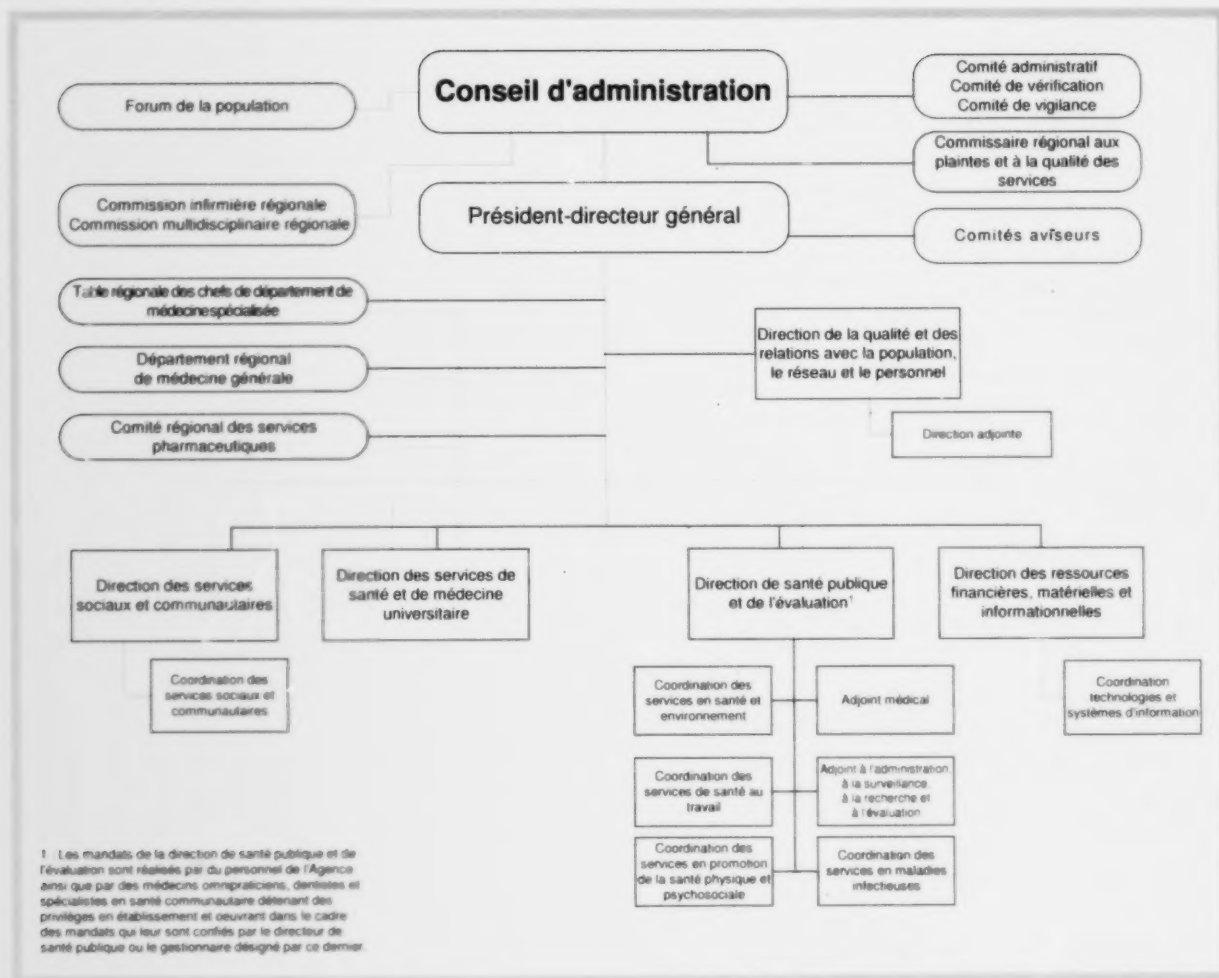 Conseil d'administration
Forum de la population
Comité administratif
Comité de vérification
Comité de vigilance
Commissaire régional aux
plaintes et à la qualité des
services
Commission infirmière régionale
Commission multidisciplinaire régionale
Président-directeur général
Comités aviseurs
Table régionale des chefs de département de
médecine spécialisée
Département régional
de médecine générale
Comité régional des services
pharmaceutiques
Direction de la qualité et des
relations avec la population,
le réseau et le personnel
Direction adjointe
Direction des services
sociaux et communautaires
Direction des services de
santé et de médecine
universitaire
Direction de santé publique
et de l'évaluation1
Direction des ressources
financières, matérielles et
informationnelles
Coordination des
services sociaux et
communautaires
Coordination des
services en santé et
environnement
Adjoint médical
Coordination
technologies et
systèmes d'information
Coordination des
services de santé au
travail
Adjoint à l'administration,
à la surveillance,
à la recherche et
à l'évaluation
Coordination des
services en promotion
de la santé physique et
psychosociale
Coordination des
services en maladies
infectieuses
1 Les mandats de la direction de santé publique et de
l'évaluation sont réalisés par du personnel de l'Agence
ainsi que par des médecins omnipraticiens, dentistes et
spécialistes en santé communautaire détenant des
privilèges en établissement et oeuvrant dans le cadre
des mandats qui leur sont confiés par le directeur de
santé publique ou le gestionnaire désigné par ce dernier.